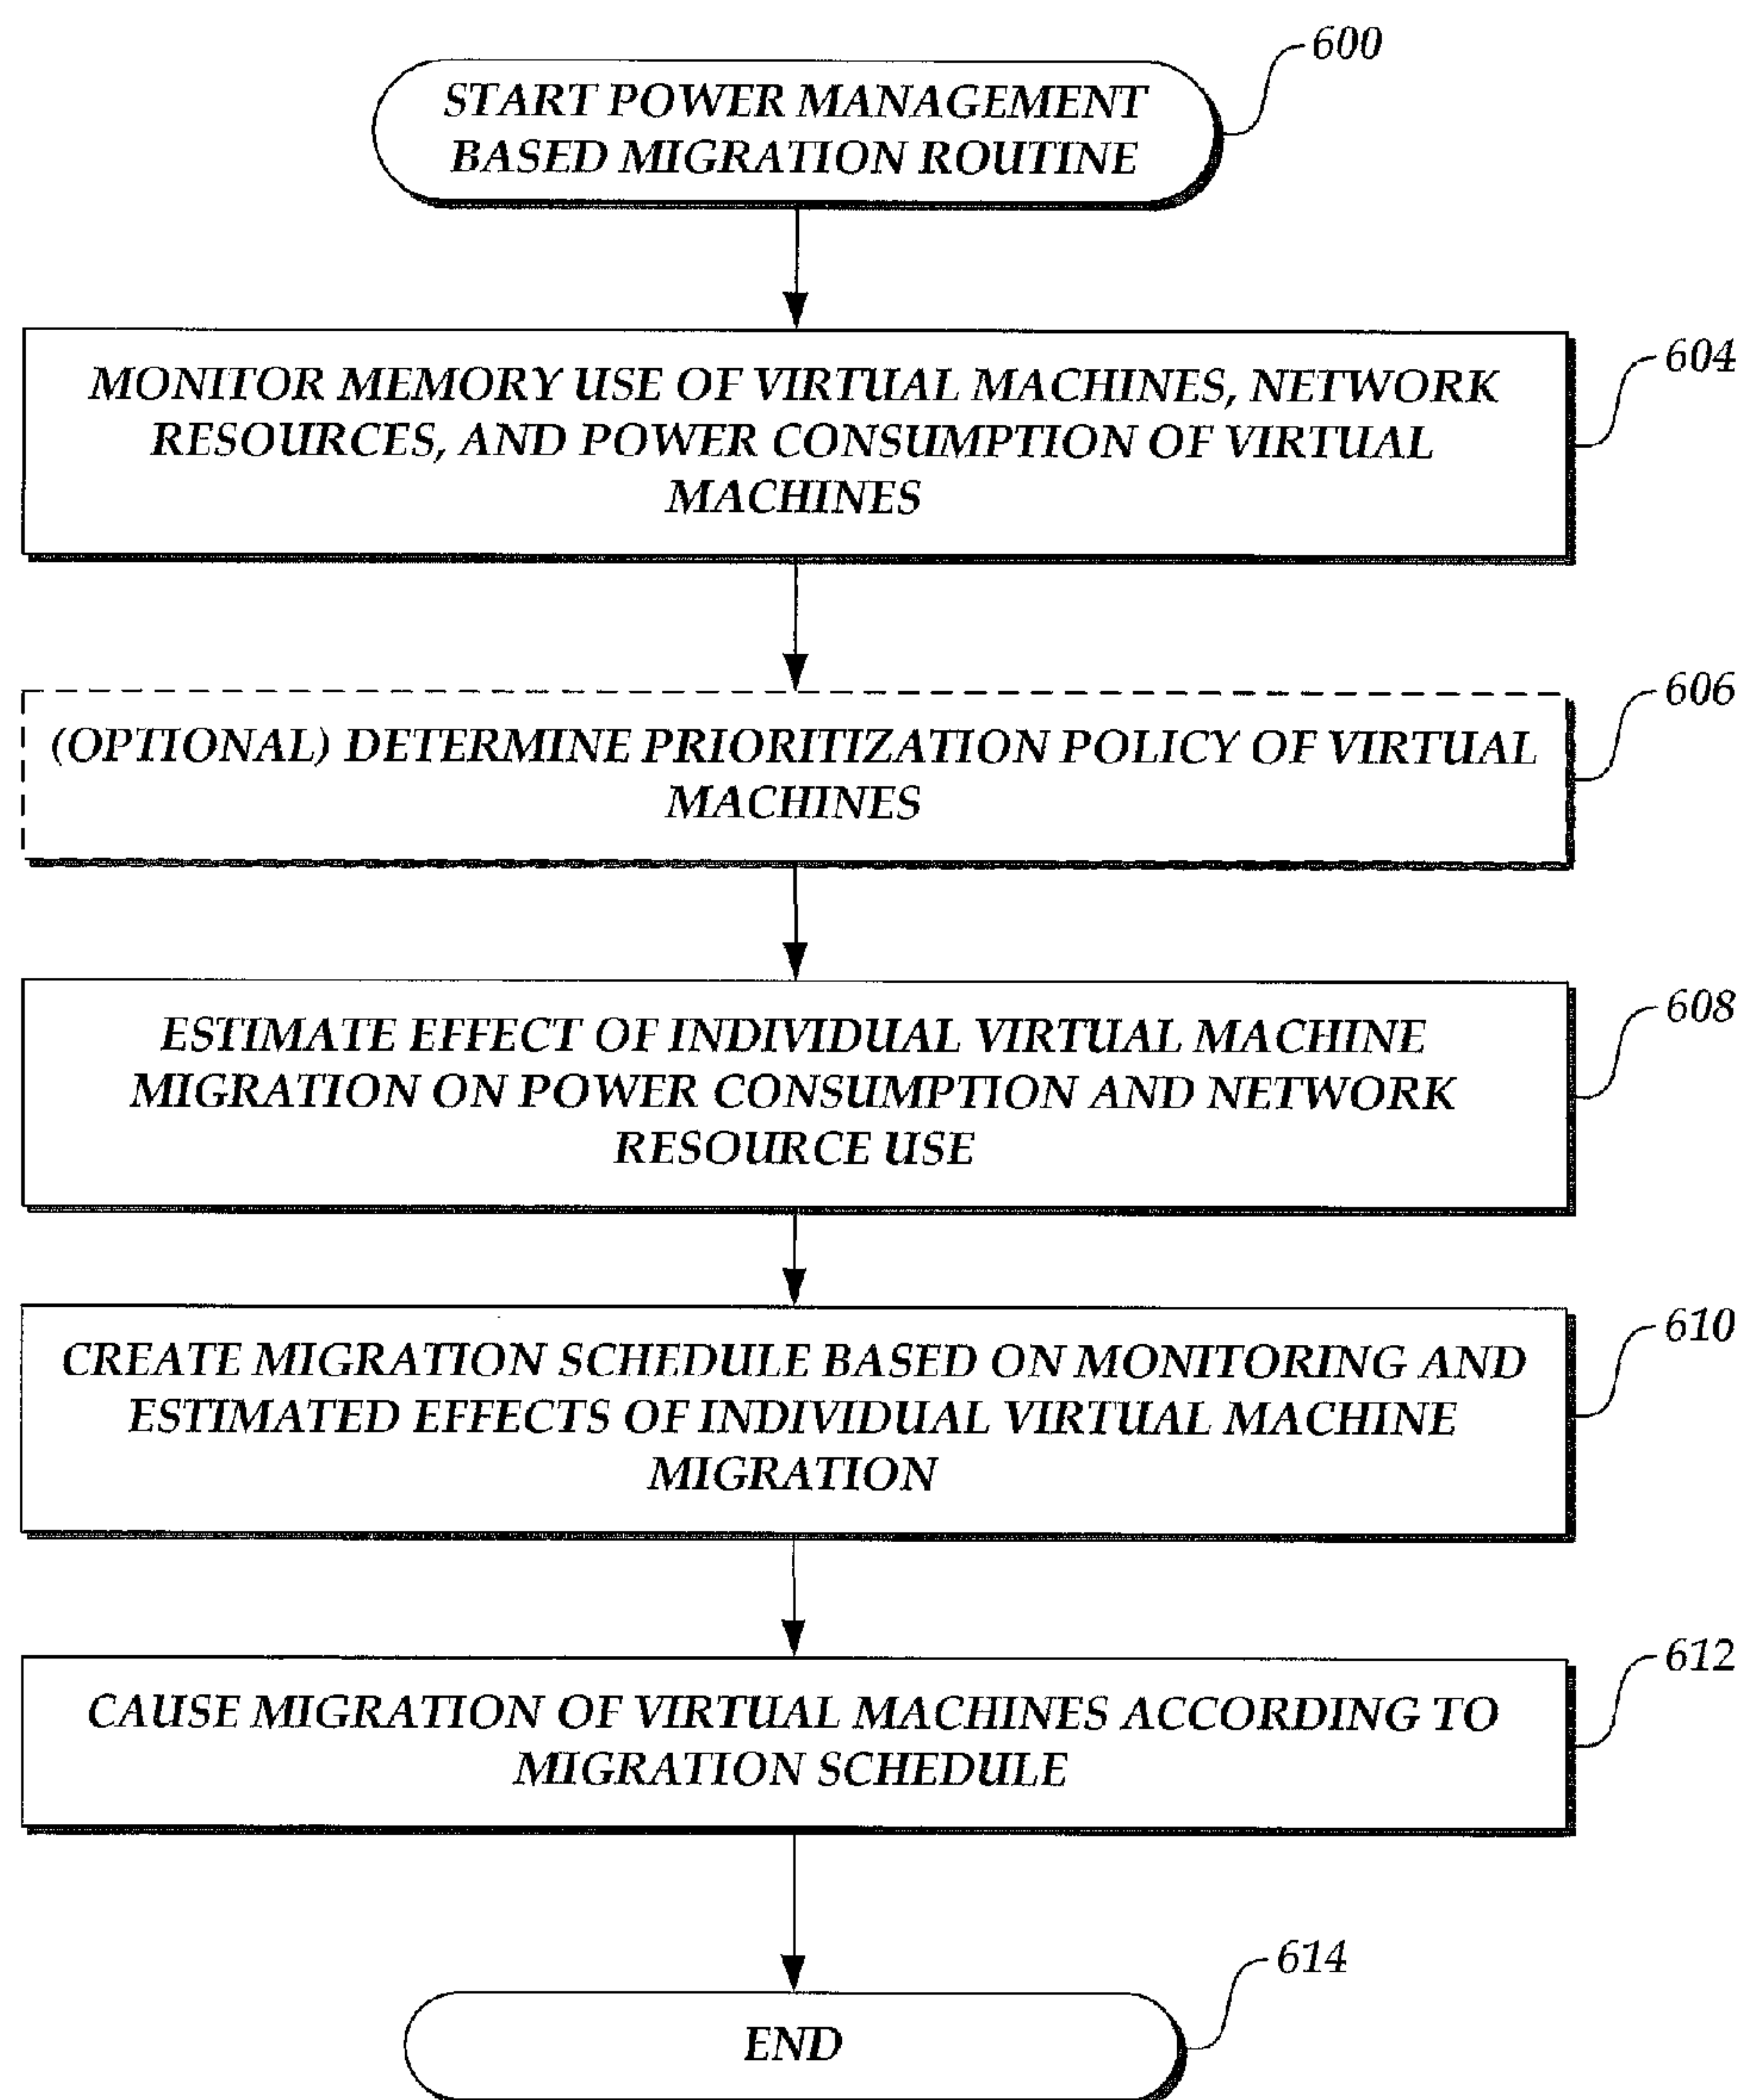 600
START POWER MANAGEMENT
BASED MIGRATION ROUTINE
604
MONITOR MEMORY USE OF VIRTUAL MACHINES, NETWORK
RESOURCES, AND POWER CONSUMPTION OF VIRTUAL
MACHINES
606
(OPTIONAL) DETERMINE PRIORITIZATION POLICY OF VIRTUAL
MACHINES
608
ESTIMATE EFFECT OF INDIVIDUAL VIRTUAL MACHINE
MIGRATION ON POWER CONSUMPTION AND NETWORK
RESOURCE USE
610
CREATE MIGRATION SCHEDULE BASED ON MONITORING AND
ESTIMATED EFFECTS OF INDIVIDUAL VIRTUAL MACHINE
MIGRATION
612
CAUSE MIGRATION OF VIRTUAL MACHINES ACCORDING TO
MIGRATION SCHEDULE
614
END